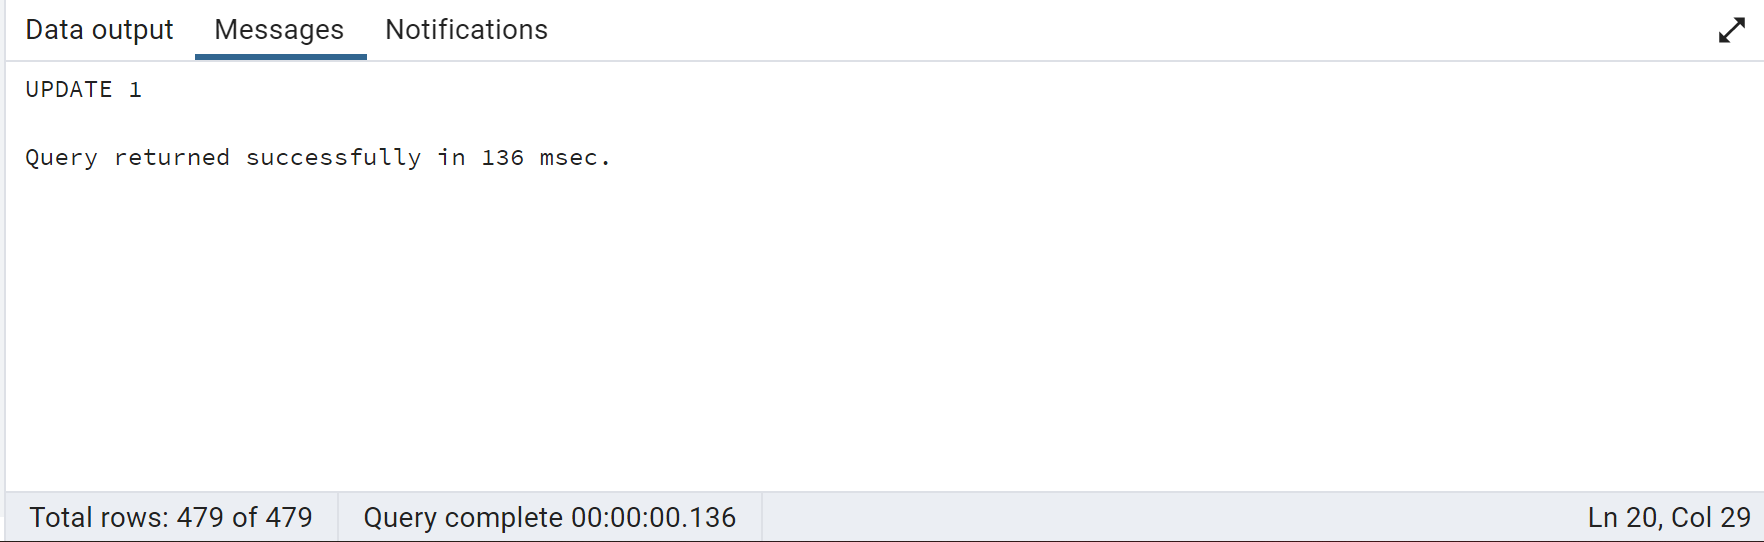 Data output Messages Notifications
UPDATE 1
Query returned successfully in 136 msec.
Total rows: 479 of 479 Query complete 00:00:00.136 Ln 20, Col 29